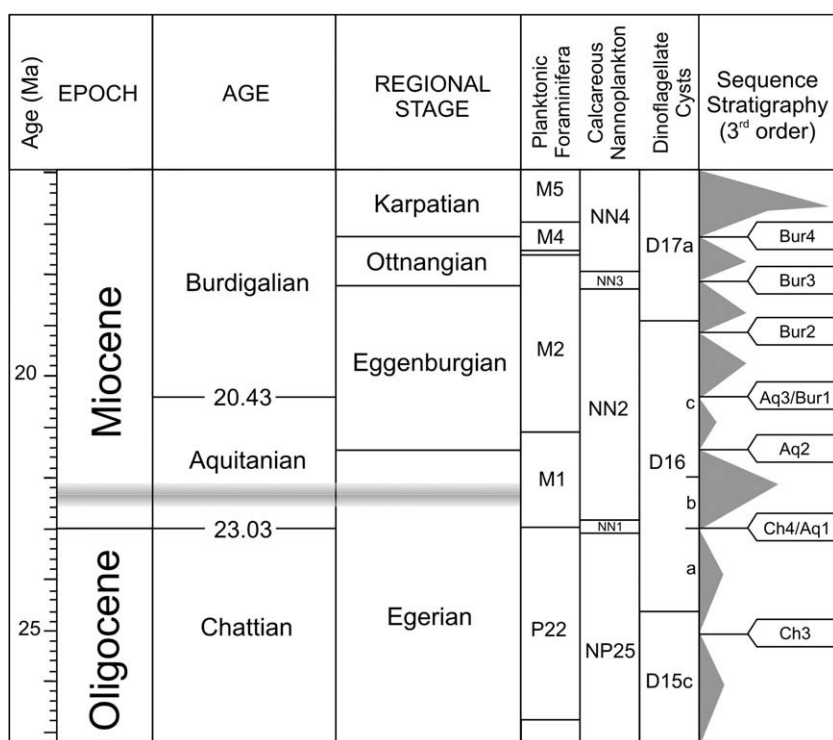 Age (Ma)
EPOCH
AGE
REGIONAL
STAGE
Planktonic
Foraminifera
Calcareous
Nannoplankton
Dinoflagellate
Cysts
Sequence
Stratigraphy
(3rd order)
20
25
Miocene
Oligocene
Burdigalian
20.43
Aquitanian
23.03
Chattian
Karpatian
Ottnangian
Eggenburgian
Egerian
M5
M4
M2
M1
P22
NN4
NN3
NN2
NN1
NP25
D17a
c
D16
b
a
D15c
Bur4
Bur3
Bur2
Aq3/Bur1
Aq2
Ch4/Aq1
Ch3